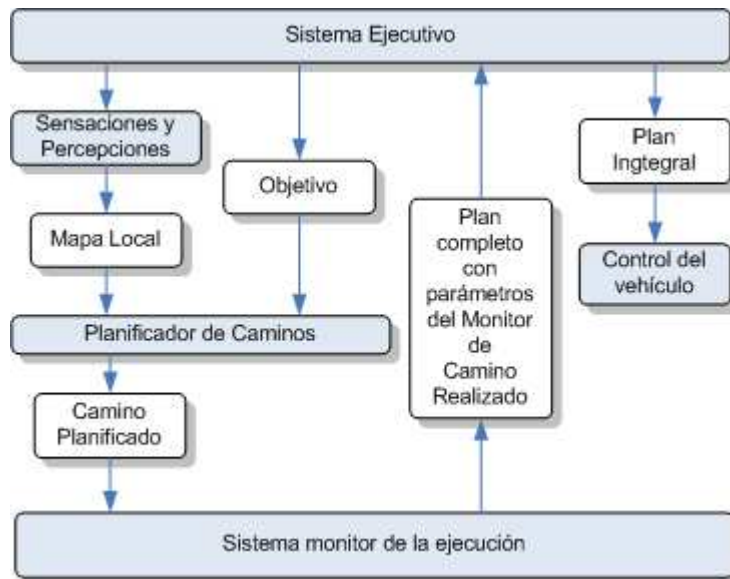 Sistema Ejecutivo
Sensaciones y
Percepciones
Plan
Ingtegral
Objetivo
Plan
completo
con
parámetros
del Monitor
de
Camino
Realizado
Mapa Local
Control del
vehículo
Planificador de Caminos
Camino
Planificado
Sistema monitor de la ejecución